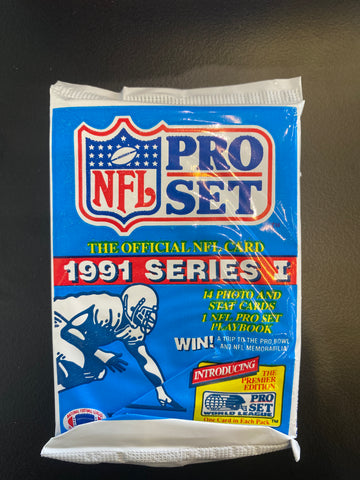 NFL
PRO
SET
THE OFFICIAL NFL CARD
1991 SERIES I
14 PHOTO AND
STAT CARDS
1 NFL PRO SET
PLAYBOOK
WIN! A TRIP TO THE PRO BOWL
AND NFL MEMORABILIA
INTRODUCING
THE
PREMIER
EDITION
PRO
SET
WORLD LEAGUE
One Card in Each Pack ™